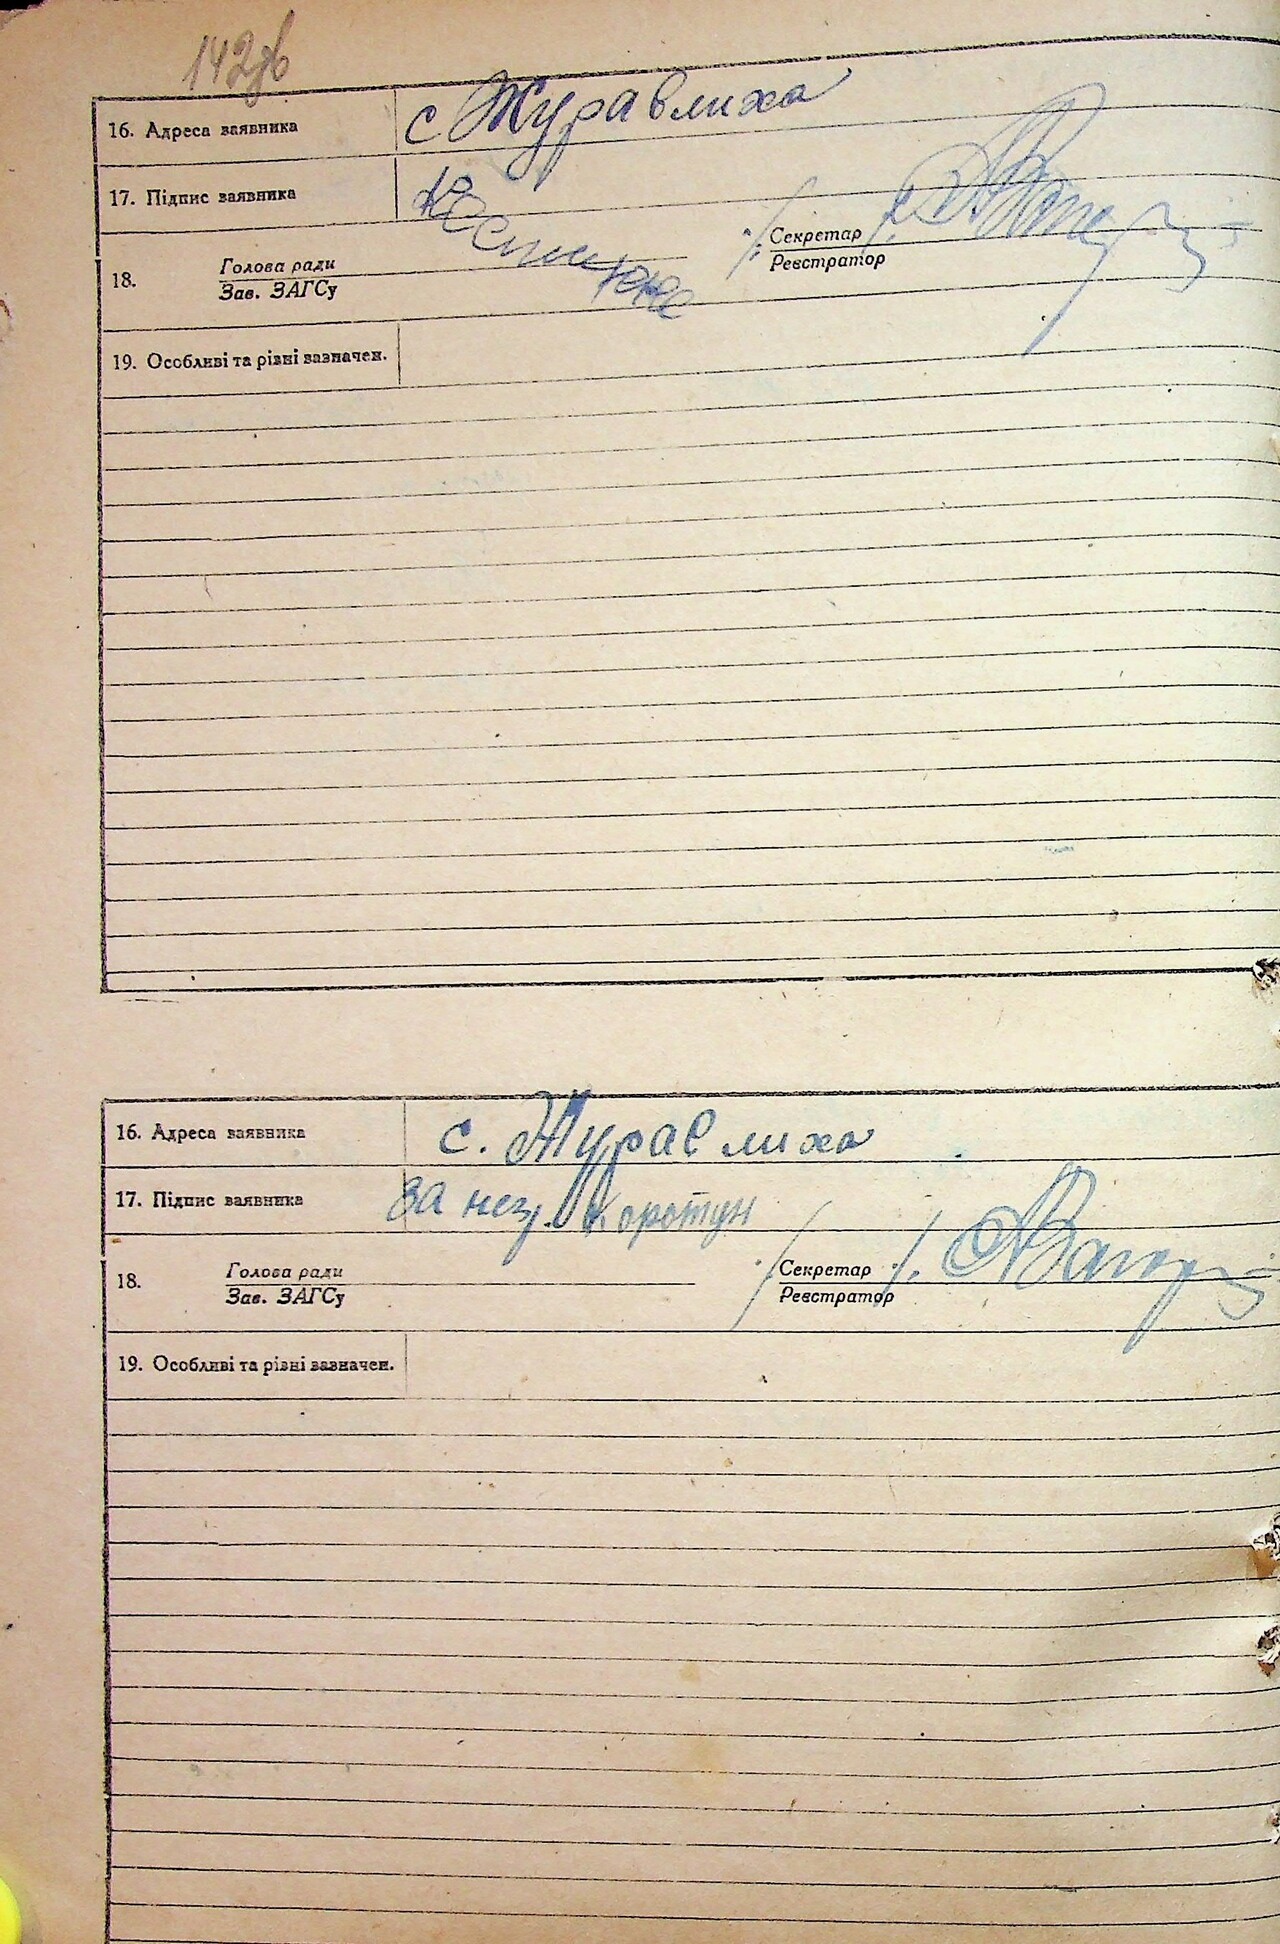 142зв
16. Адреса заявника с Журавлиха
17. Підпис заявника
18. Голова ради Секретар
Зав. ЗАГСу Реєстратор
19. Особливі та різні зазначен.
16. Адреса заявника с. Журавлиха
17. Підпис заявника за нез. Коротун
18. Голова ради Секретар
Зав. ЗАГСу Реєстратор
19. Особливі та різні зазначен.